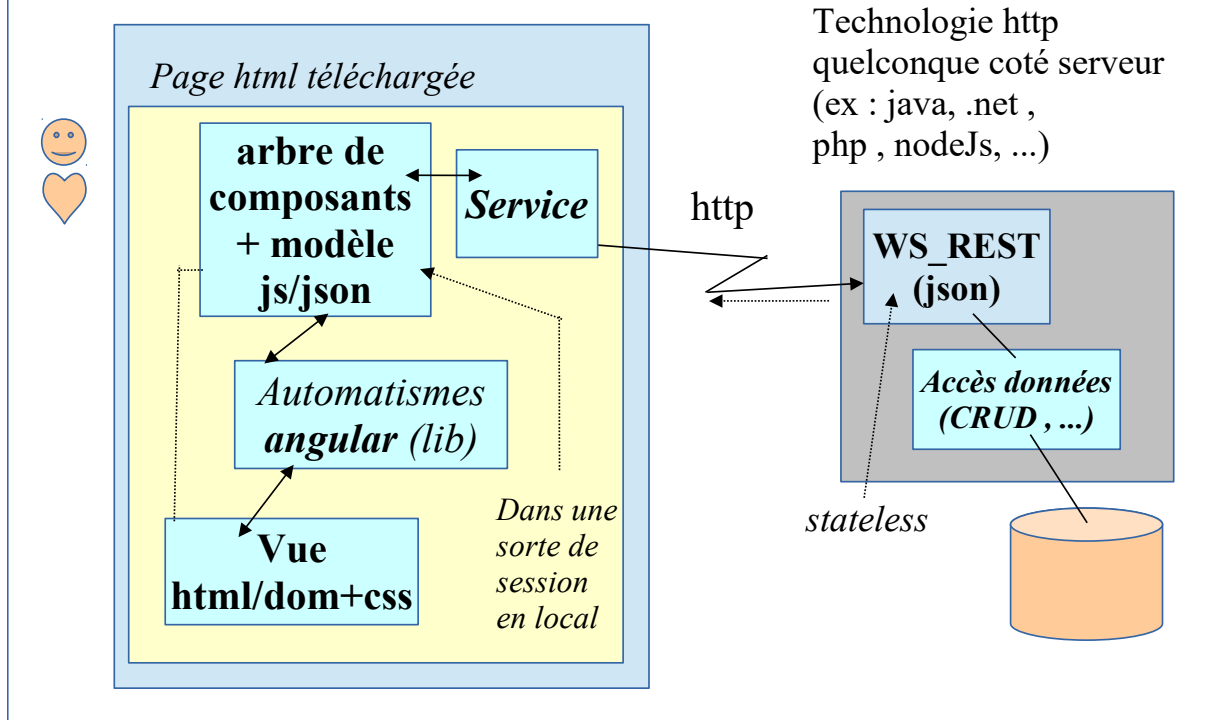 Page html téléchargée
arbre de
composants
+ modèle
js/json
Service
Automatismes
angular (lib)
Vue
html/dom+css
Dans une
sorte de
session
en local
http
Technologie http
quelconque coté serveur
(ex : java, .net ,
php , nodeJs, ...)
WS_REST
(json)
Accès données
(CRUD , ...)
stateless